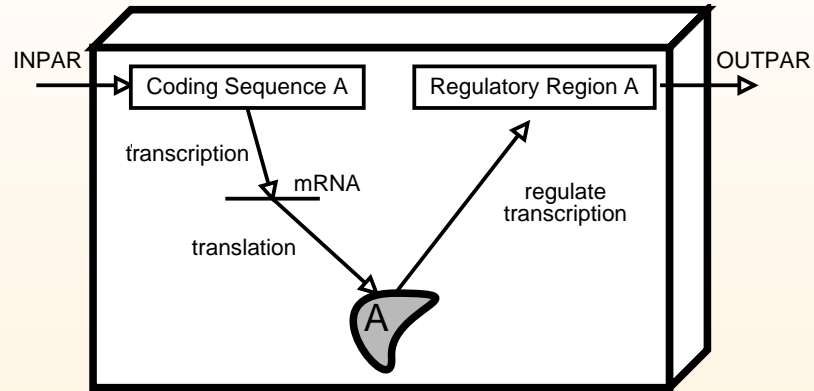 INPAR
OUTPAR
Coding Sequence A
Regulatory Region A
transcription
mRNA
regulate
transcription
translation
A